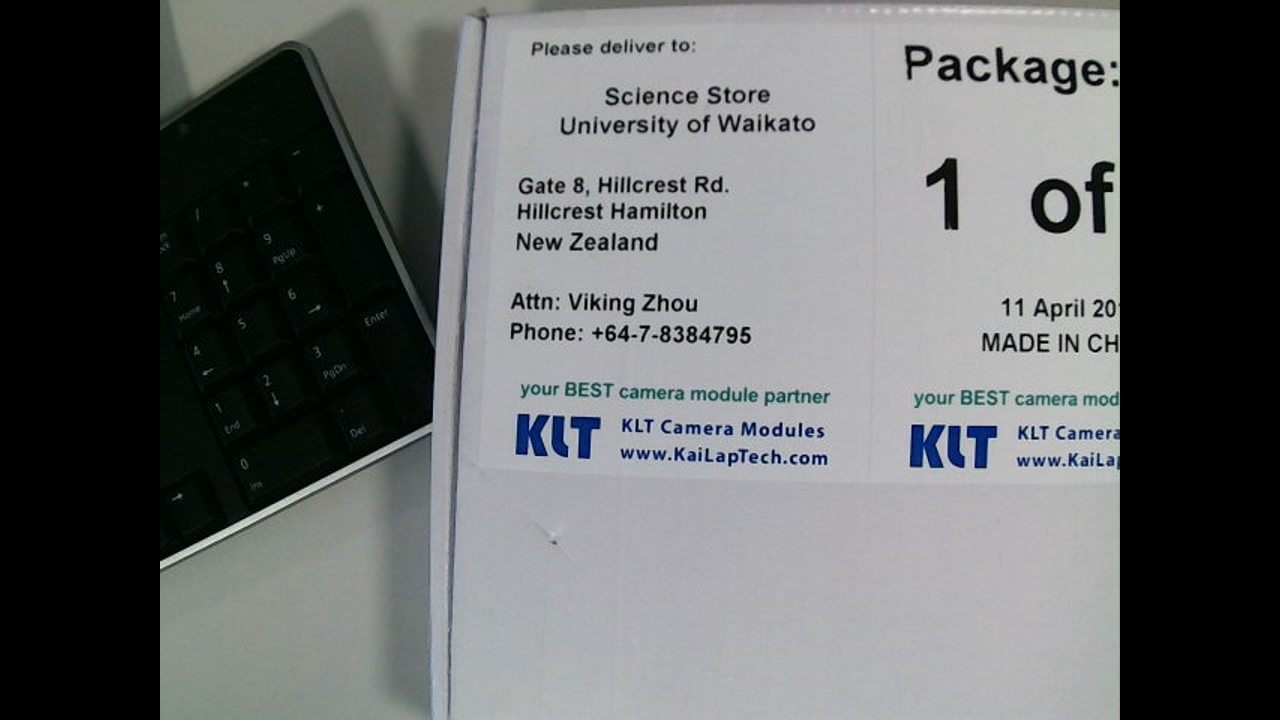 Please deliver to:
Science Store
University of Waikato
Gate 8, Hillcrest Rd.
Hillcrest Hamilton
New Zealand
Attn: Viking Zhou
Phone: +64-7-8384795
your BEST camera module partner
KLT
KLT Camera Modules
www.KaiLapTech.com
Package:
1 of
11 April 20
MADE IN CH
your BEST camera mod
KLT
KLT Camera
www.KaiLap
/ * -
7 Home
8 ↑
9 PgUp
+
4 ←
5
6 →
1 End
2 ↓
3 PgDn
Enter
0 Ins
. Del
→